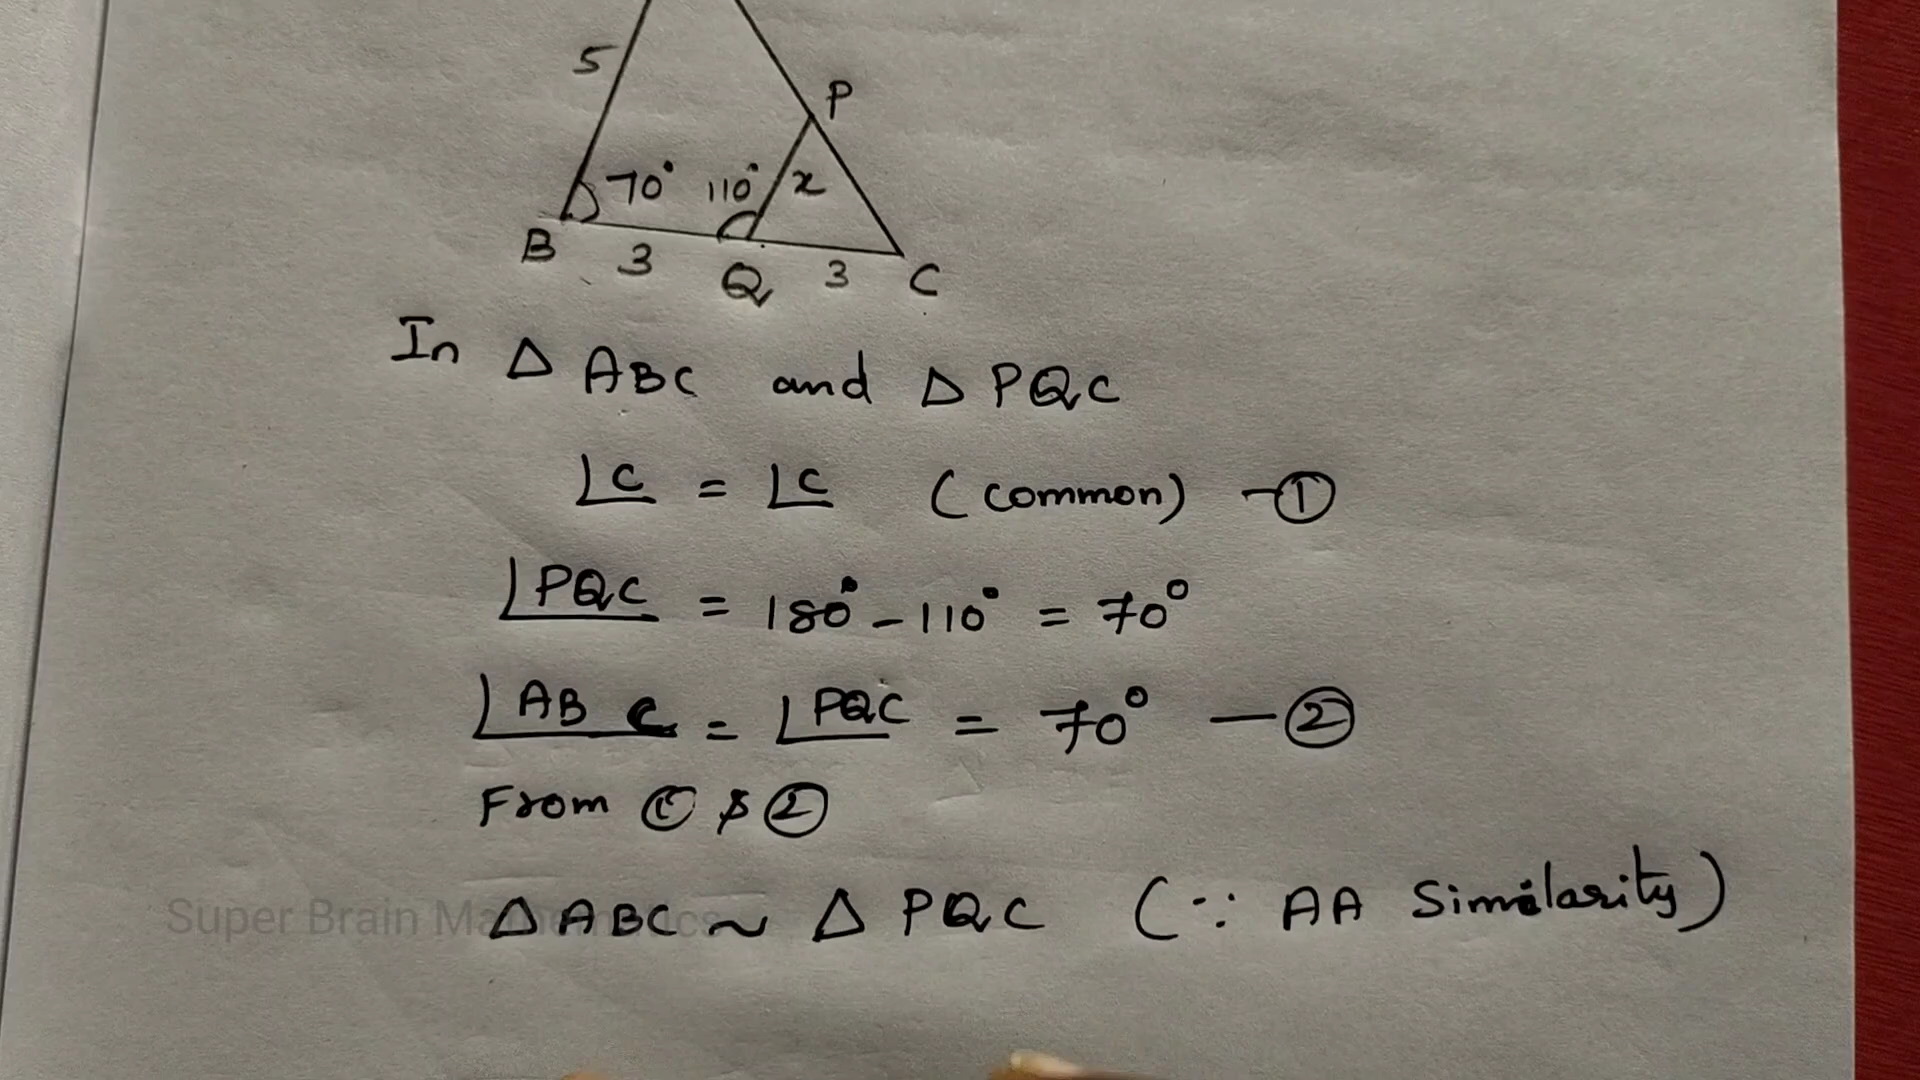 5
P
70° 110° x
B 3 Q 3 C
In △ ABC and △ PQC
∠C = ∠C (common) -①
∠PQC = 180° - 110° = 70°
∠ABC = ∠PQC = 70° — ②
From ① & ②
Super Brain Mathematics
△ ABC ~ △ PQC (∵ AA Similarity)